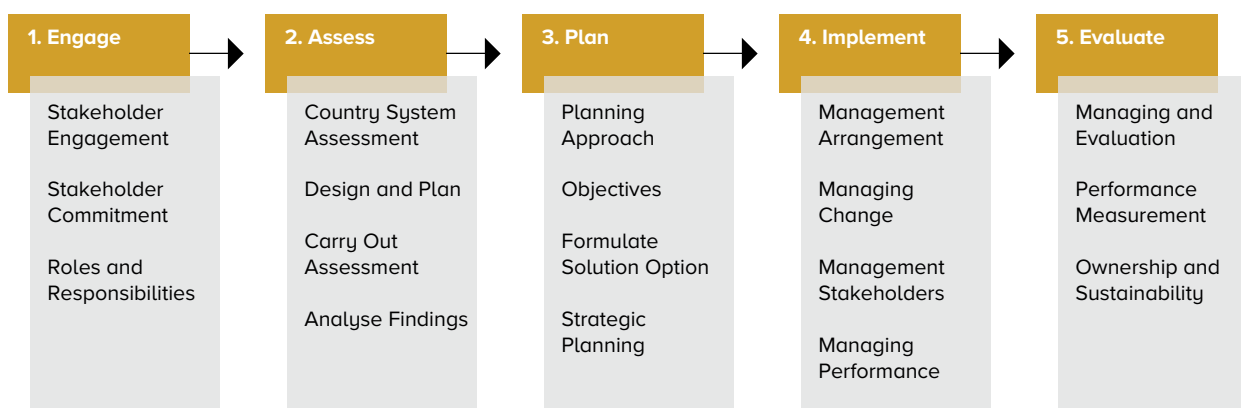 1. Engage
Stakeholder
Engagement
Stakeholder
Commitment
Roles and
Responsibilities
2. Assess
Country System
Assessment
Design and Plan
Carry Out
Assessment
Analyse Findings
3. Plan
Planning
Approach
Objectives
Formulate
Solution Option
Strategic
Planning
4. Implement
Management
Arrangement
Managing
Change
Management
Stakeholders
Managing
Performance
5. Evaluate
Managing and
Evaluation
Performance
Measurement
Ownership and
Sustainability